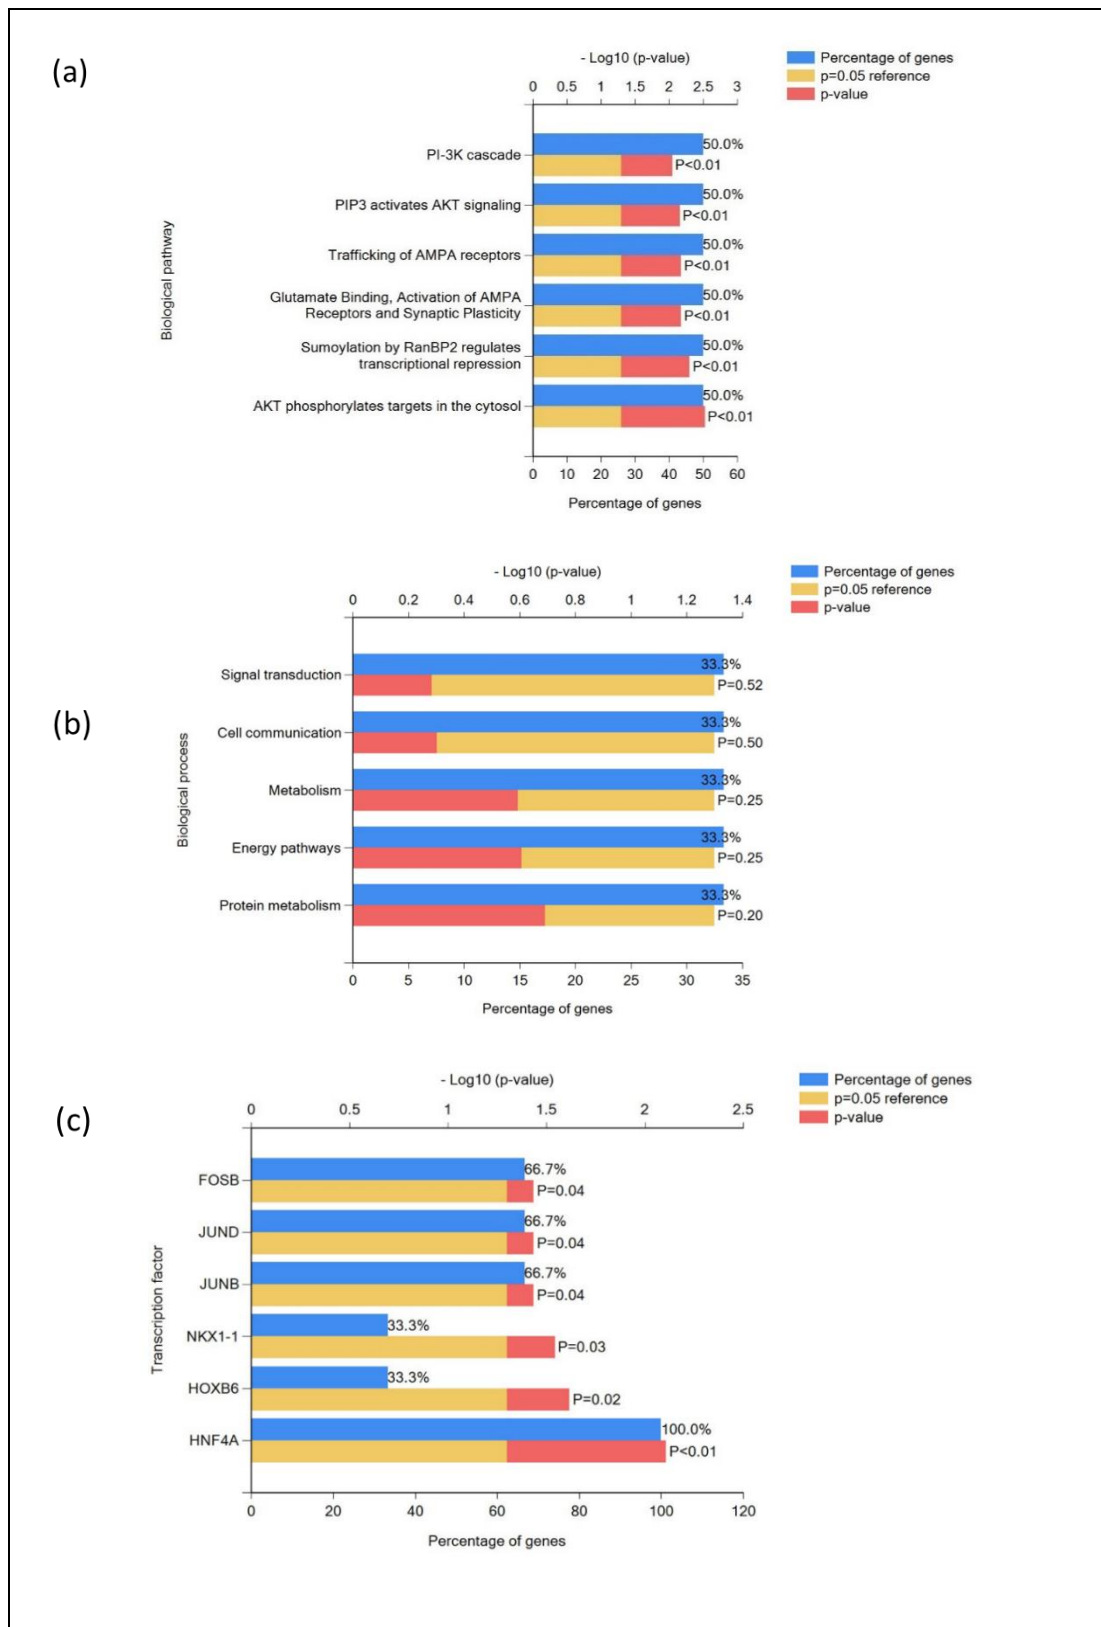 (a)
- Log10 (p-value)
0 0.5 1 1.5 2 2.5 3
Percentage of genes
p=0.05 reference
p-value
Biological pathway
PI-3K cascade
50.0%
P<0.01
PIP3 activates AKT signaling
50.0%
P<0.01
Trafficking of AMPA receptors
50.0%
P<0.01
Glutamate Binding, Activation of AMPA
Receptors and Synaptic Plasticity
50.0%
P<0.01
Sumoylation by RanBP2 regulates
transcriptional repression
50.0%
P<0.01
AKT phosphorylates targets in the cytosol
50.0%
P<0.01
0 10 20 30 40 50 60
Percentage of genes
(b)
- Log10 (p-value)
0 0.2 0.4 0.6 0.8 1 1.2 1.4
Percentage of genes
p=0.05 reference
p-value
Biological process
Signal transduction
33.3%
P=0.52
Cell communication
33.3%
P=0.50
Metabolism
33.3%
P=0.25
Energy pathways
33.3%
P=0.25
Protein metabolism
33.3%
P=0.20
0 5 10 15 20 25 30 35
Percentage of genes
(c)
- Log10 (p-value)
0 0.5 1 1.5 2 2.5
Percentage of genes
p=0.05 reference
p-value
Transcription factor
FOSB
66.7%
P=0.04
JUND
66.7%
P=0.04
JUNB
66.7%
P=0.04
NKX1-1
33.3%
P=0.03
HOXB6
33.3%
P=0.02
HNF4A
100.0%
P<0.01
0 20 40 60 80 100 120
Percentage of genes